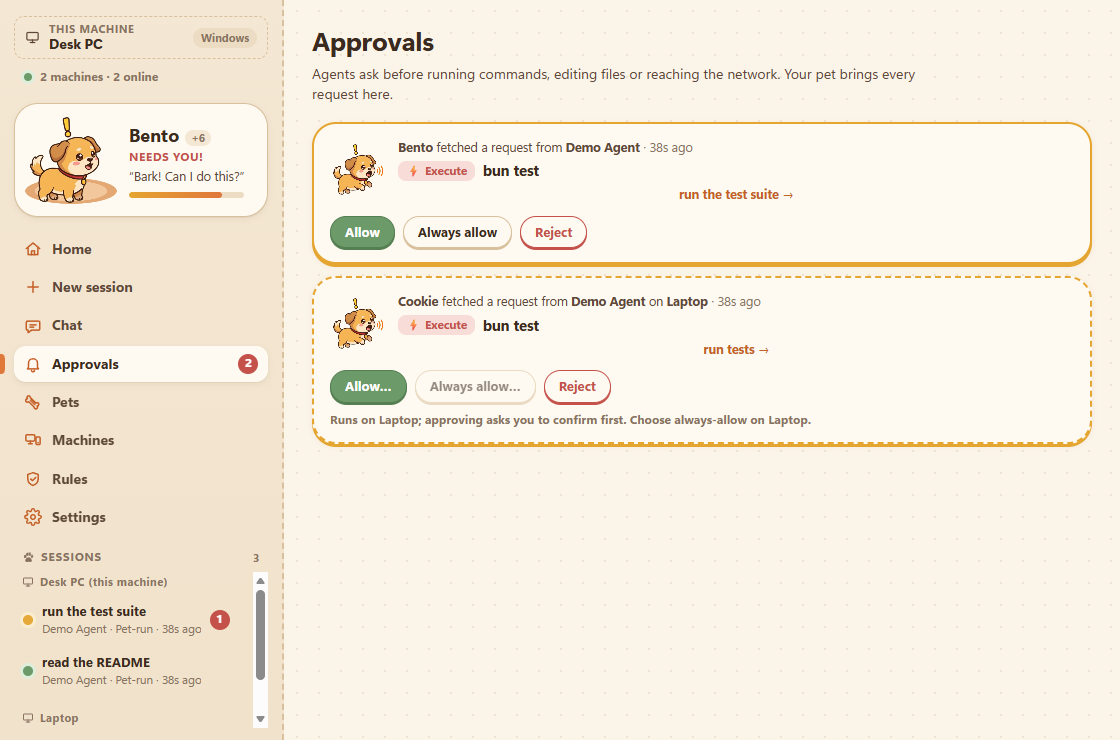 THIS MACHINE
Desk PC
Windows
2 machines · 2 online
Bento +6
NEEDS YOU!
“Bark! Can I do this?”
Home
New session
Chat
Approvals 2
Pets
Machines
Rules
Settings
SESSIONS 3
Desk PC (this machine)
run the test suite 1
Demo Agent · Pet-run · 38s ago
read the README
Demo Agent · Pet-run · 38s ago
Laptop
Approvals
Agents ask before running commands, editing files or reaching the network. Your pet brings every
request here.
Bento fetched a request from Demo Agent · 38s ago
Execute bun test
run the test suite →
Allow Always allow Reject
Cookie fetched a request from Demo Agent on Laptop · 38s ago
Execute bun test
run tests →
Allow... Always allow... Reject
Runs on Laptop; approving asks you to confirm first. Choose always-allow on Laptop.